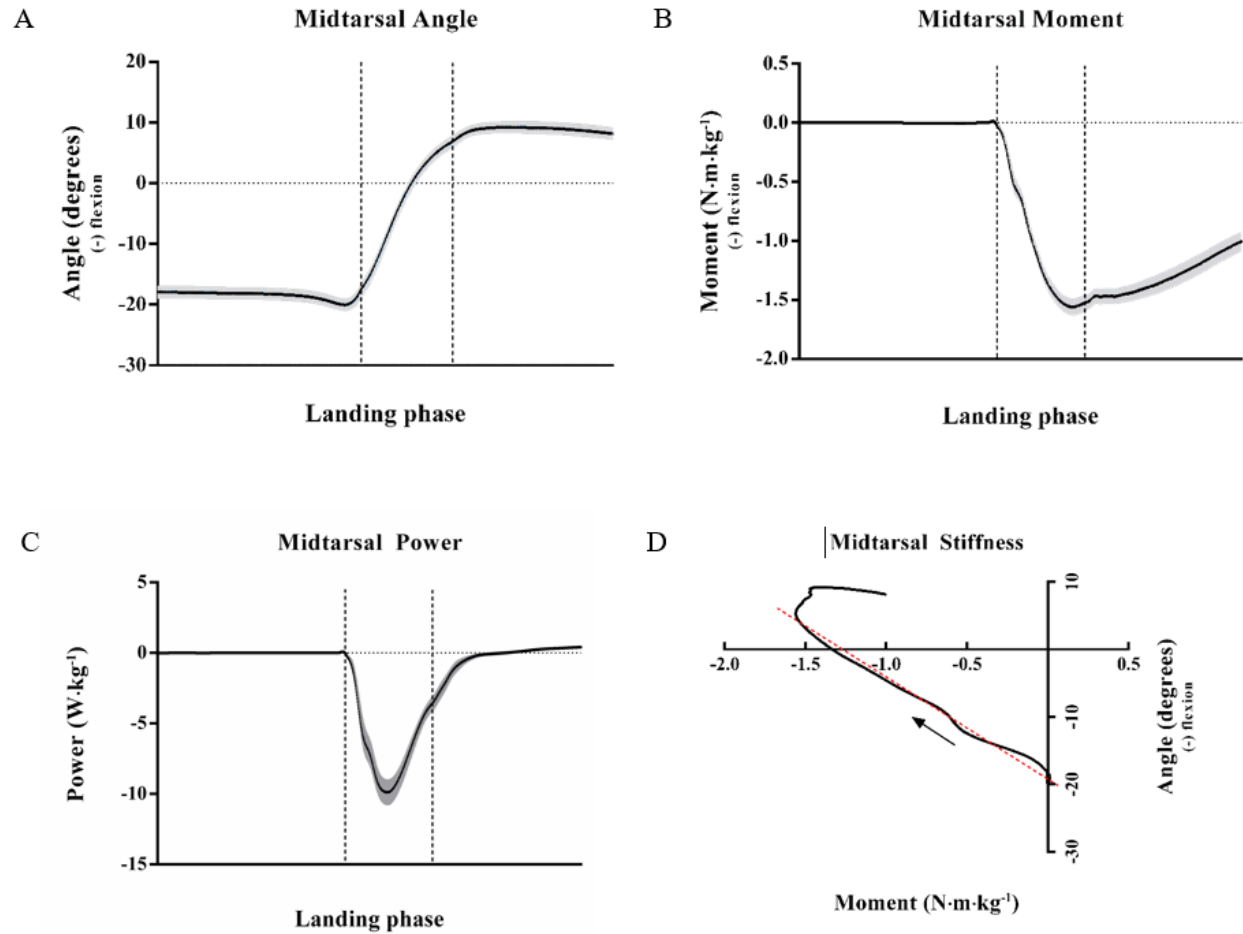 A
Midtarsal Angle
20
10
0
-10
-20
-30
Angle (degrees)
(-) flexion
Landing phase
B
Midtarsal Moment
0.5
0.0
-0.5
-1.0
-1.5
-2.0
Moment (N·m·kg⁻¹)
(-) flexion
Landing phase
C
Midtarsal Power
5
0
-5
-10
-15
Power (W·kg⁻¹)
Landing phase
D
Midtarsal Stiffness
-2.0 -1.5 -1.0 -0.5 0.5
10
-10
-20
-30
Angle (degrees)
(-) flexion
Moment (N·m·kg⁻¹)